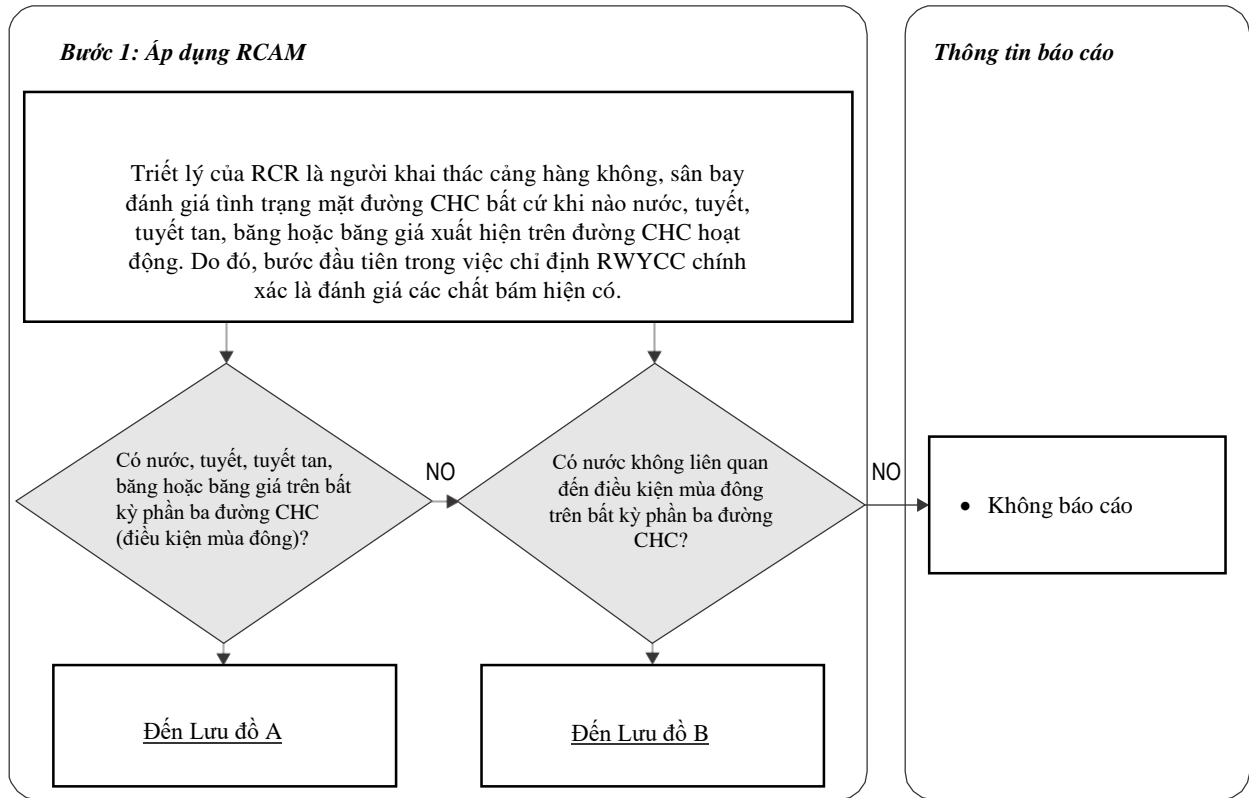 Bước 1: Áp dụng RCAM
Thông tin báo cáo
Triết lý của RCR là người khai thác cảng hàng không, sân bay
đánh giá tình trạng mặt đường CHC bất cứ khi nào nước, tuyết,
tuyết tan, băng hoặc băng giá xuất hiện trên đường CHC hoạt
động. Do đó, bước đầu tiên trong việc chỉ định RWYCC chính
xác là đánh giá các chất bám hiện có.
Có nước, tuyết, tuyết tan,
băng hoặc băng giá trên bất
kỳ phần ba đường CHC
(điều kiện mùa đông)?
NO
Có nước không liên quan
đến điều kiện mùa đông
trên bất kỳ phần ba đường
CHC?
NO
• Không báo cáo
Đến Lưu đồ A
Đến Lưu đồ B